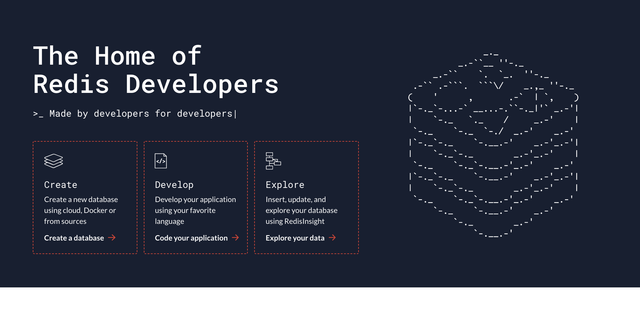 The Home of
Redis Developers
>_ Made by developers for developers|
Create
Create a new database
using cloud, Docker or
from sources
Create a database →
Develop
Develop your application
using your favorite
language
Code your application →
Explore
Insert, update, and
explore your database
using RedisInsight
Explore your data →